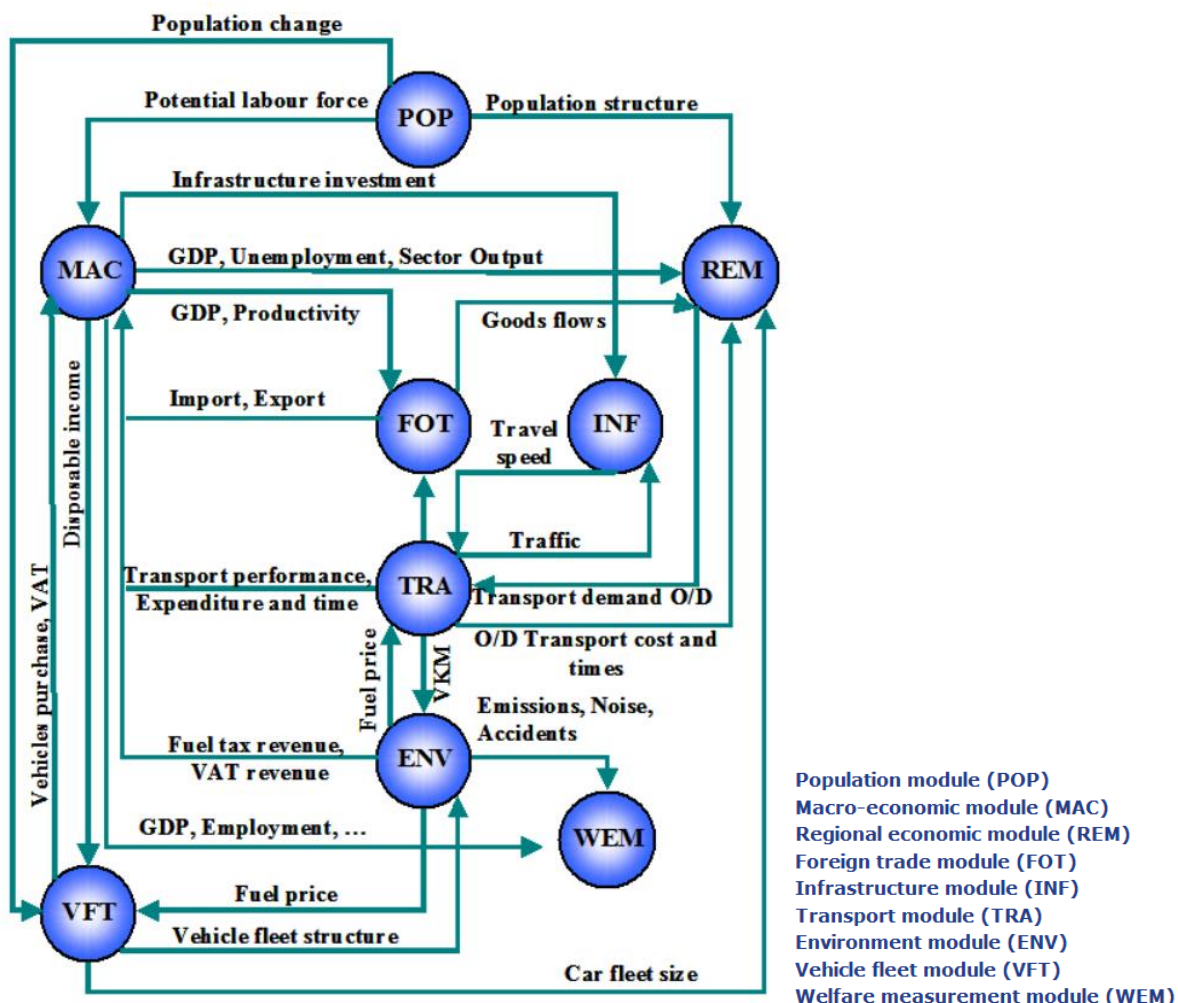 Population change
Potential labour force
POP
Population structure
Infrastructure investment
MAC
GDP, Unemployment, Sector Output
REM
GDP, Productivity
Goods flows
Disposable income
Import, Export
FOT
INF
Travel
speed
Traffic
Transport performance,
Expenditure and time
TRA
Transport demand O/D
O/D Transport cost and
times
Vehicles purchase, VAT
Fuel price
VKM
Emissions, Noise,
Accidents
Fuel tax revenue,
VAT revenue
ENV
GDP, Employment, ...
WEM
Fuel price
VFT
Vehicle fleet structure
Car fleet size
Population module (POP)
Macro-economic module (MAC)
Regional economic module (REM)
Foreign trade module (FOT)
Infrastructure module (INF)
Transport module (TRA)
Environment module (ENV)
Vehicle fleet module (VFT)
Welfare measurement module (WEM)